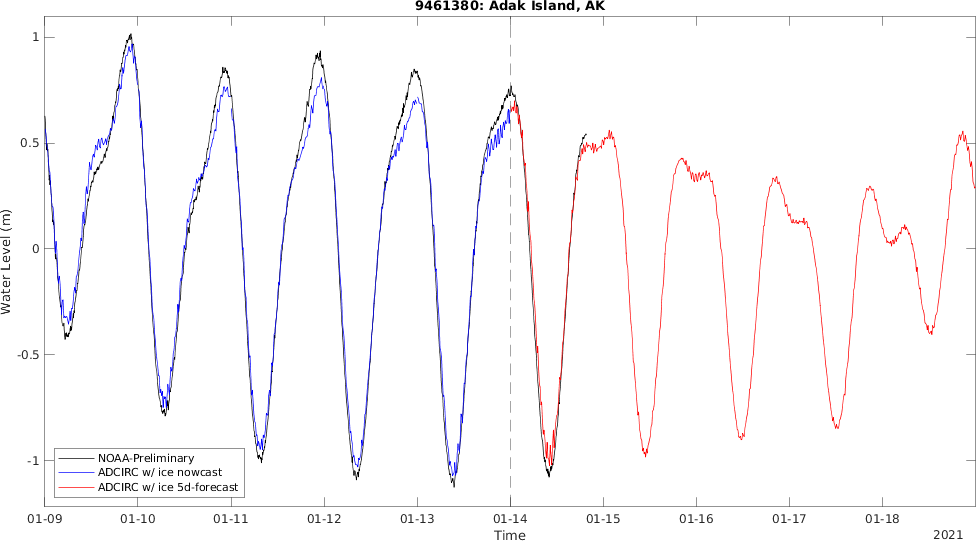 9461380: Adak Island, AK
1
0.5
0
-0.5
-1
Water Level (m)
NOAA-Preliminary
ADCIRC w/ ice nowcast
ADCIRC w/ ice 5d-forecast
01-09 01-10 01-11 01-12 01-13 01-14 01-15 01-16 01-17 01-18
Time
2021